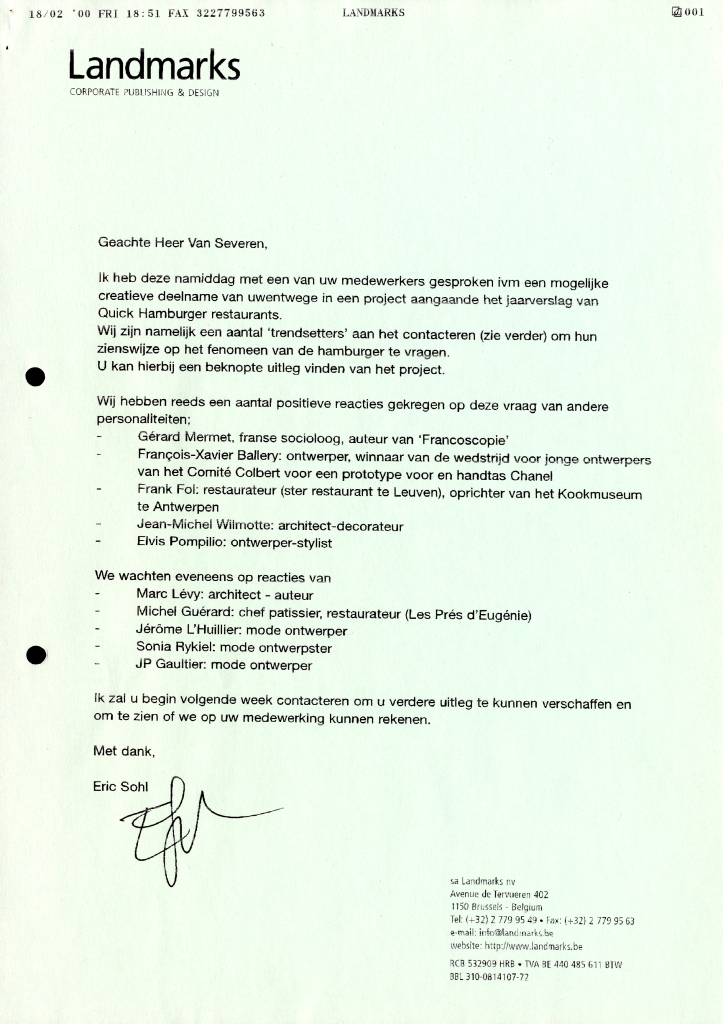 18/02 '00 FRI 18:51 FAX 3227799563 LANDMARKS 001
Landmarks
CORPORATE PUBLISHING & DESIGN
Geachte Heer Van Severen,
Ik heb deze namiddag met een van uw medewerkers gesproken ivm een mogelijke
creatieve deelname van uwentwege in een project aangaande het jaarverslag van
Quick Hamburger restaurants.
Wij zijn namelijk een aantal 'trendsetters' aan het contacteren (zie verder) om hun
zienswijze op het fenomeen van de hamburger te vragen.
U kan hierbij een beknopte uitleg vinden van het project.
Wij hebben reeds een aantal positieve reacties gekregen op deze vraag van andere
personaliteiten;
- Gérard Mermet, franse socioloog, auteur van 'Francoscopie'
- François-Xavier Ballery: ontwerper, winnaar van de wedstrijd voor jonge ontwerpers
van het Comité Colbert voor een prototype voor en handtas Chanel
- Frank Fol: restaurateur (ster restaurant te Leuven), oprichter van het Kookmuseum
te Antwerpen
- Jean-Michel Wilmotte: architect-decorateur
- Elvis Pompilio: ontwerper-stylist
We wachten eveneens op reacties van
- Marc Lévy: architect - auteur
- Michel Guérard: chef patissier, restaurateur (Les Prés d'Eugénie)
- Jérôme L'Huillier: mode ontwerper
- Sonia Rykiel: mode ontwerpster
- JP Gaultier: mode ontwerper
Ik zal u begin volgende week contacteren om u verdere uitleg te kunnen verschaffen en
om te zien of we op uw medewerking kunnen rekenen.
Met dank,
Eric Sohl
sa Landmarks nv
Avenue de Tervueren 402
1150 Brussels - Belgium
Tel: (+32) 2 779 95 49 • Fax: (+32) 2 779 95 63
e-mail: info@landmarks.be
website: http://www.landmarks.be
RCB 532909 HRB • TVA BE 440 485 611 BTW
BBL 310-0814107-72